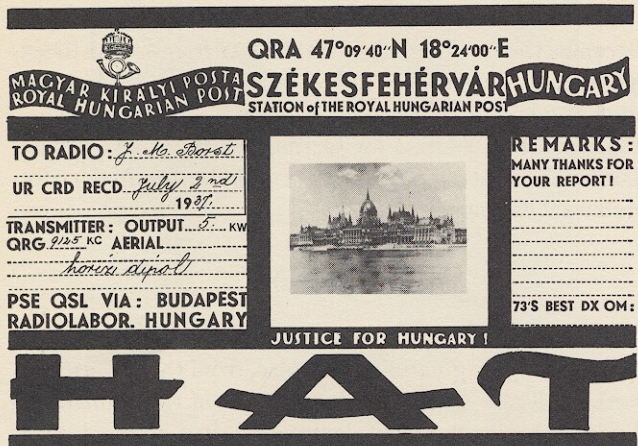 QRA 47°09'40"N 18°24'00"E
MAGYAR KIRÁLYI POSTA
ROYAL HUNGARIAN POST
SZÉKESFEHÉRVÁR HUNGARY
STATION of THE ROYAL HUNGARIAN POST
TO RADIO: J. M. Borst
UR CRD RECD July 2nd
1937.
TRANSMITTER: OUTPUT 5. KW
QRG 9125 KC AERIAL
horiz. dipol
PSE QSL VIA: BUDAPEST
RADIOLABOR. HUNGARY
JUSTICE FOR HUNGARY!
REMARKS:
MANY THANKS FOR
YOUR REPORT!
73'S BEST DX OM:
HAT